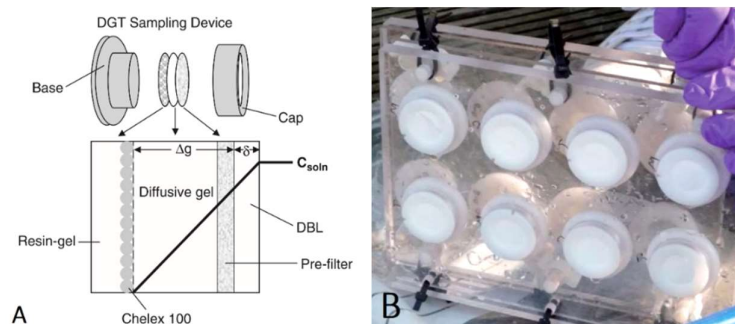 DGT Sampling Device
Base
Cap
Δg
δ
C_soln
Diffusive gel
DBL
Resin-gel
Pre-filter
Chelex 100
A
B